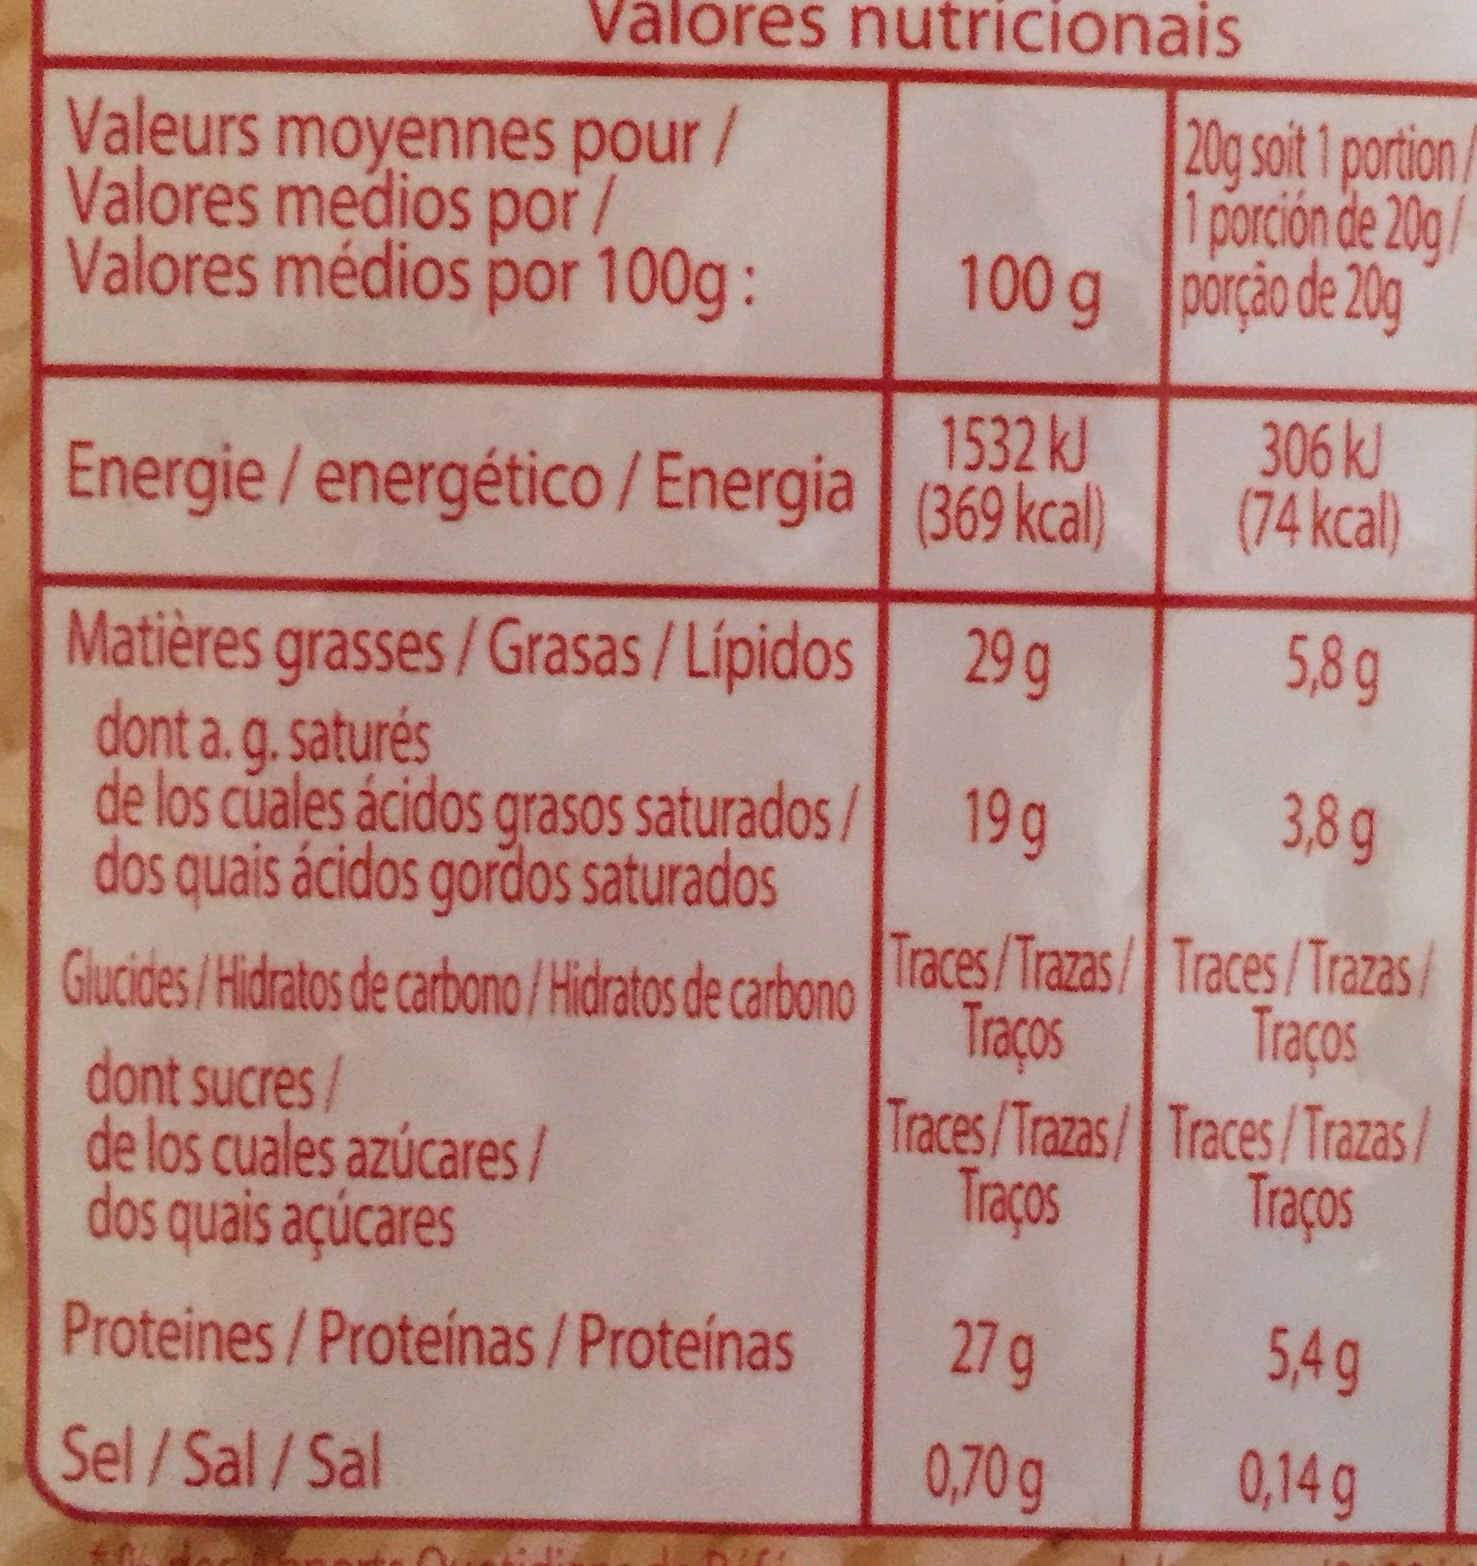 Valores nutricionais
Valeurs moyennes pour /
Valores medios por /
Valores médios por 100g :
100 g
20g soit 1 portion /
1 porción de 20g /
porção de 20g
Energie / energético / Energia
1532 kJ
(369 kcal)
306 kJ
(74 kcal)
Matières grasses / Grasas / Lípidos
29 g
5,8 g
dont a. g. saturés
de los cuales ácidos grasos saturados /
dos quais ácidos gordos saturados
19 g
3,8 g
Glucides / Hidratos de carbono / Hidratos de carbono
Traces / Trazas /
Traços
Traces / Trazas /
Traços
dont sucres /
de los cuales azúcares /
dos quais açúcares
Traces / Trazas /
Traços
Traces / Trazas /
Traços
Proteines / Proteínas / Proteínas
27 g
5,4 g
Sel / Sal / Sal
0,70 g
0,14 g